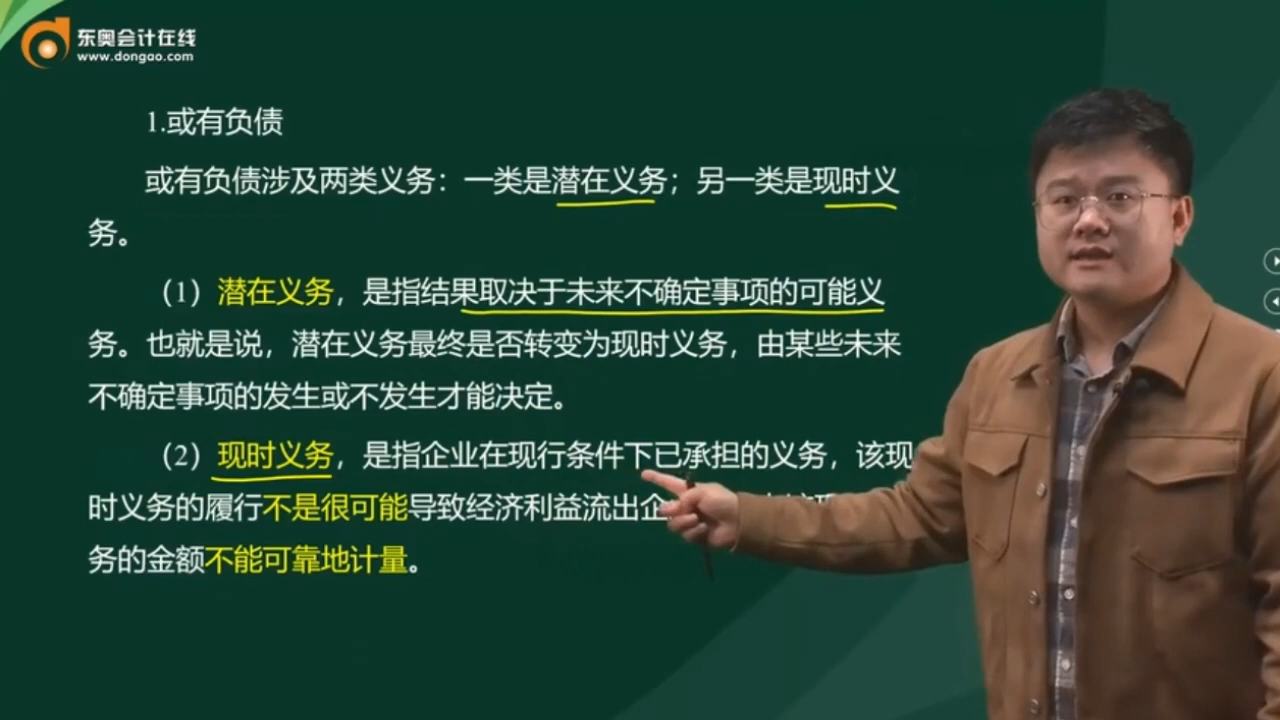 东奥会计在线
www.dongao.com
1.或有负债
或有负债涉及两类义务：一类是潜在义务；另一类是现时义
务。
（1）潜在义务，是指结果取决于未来不确定事项的可能义
务。也就是说，潜在义务最终是否转变为现时义务，由某些未来
不确定事项的发生或不发生才能决定。
（2）现时义务，是指企业在现行条件下已承担的义务，该现
时义务的履行不是很可能导致经济利益流出企
务的金额不能可靠地计量。